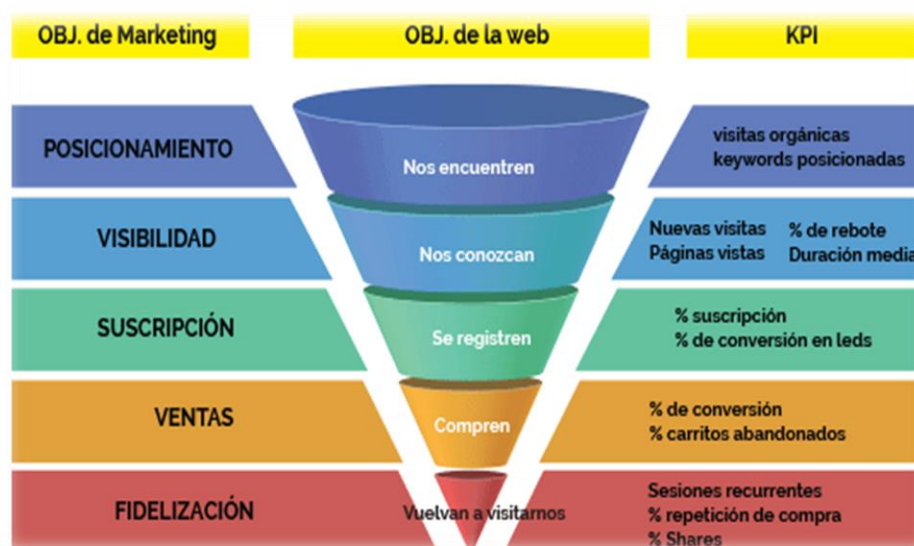 OBJ. de Marketing
OBJ. de la web
KPI
POSICIONAMIENTO
Nos encuentren
visitas orgánicas
keywords posicionadas
VISIBILIDAD
Nos conozcan
Nuevas visitas % de rebote
Páginas vistas Duración media
SUSCRIPCIÓN
Se registren
% suscripción
% de conversión en leds
VENTAS
Compren
% de conversión
% carritos abandonados
FIDELIZACIÓN
Vuelvan a visitarnos
Sesiones recurrentes
% repetición de compra
% Shares